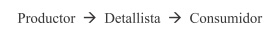 Productor → Detallista → Consumidor